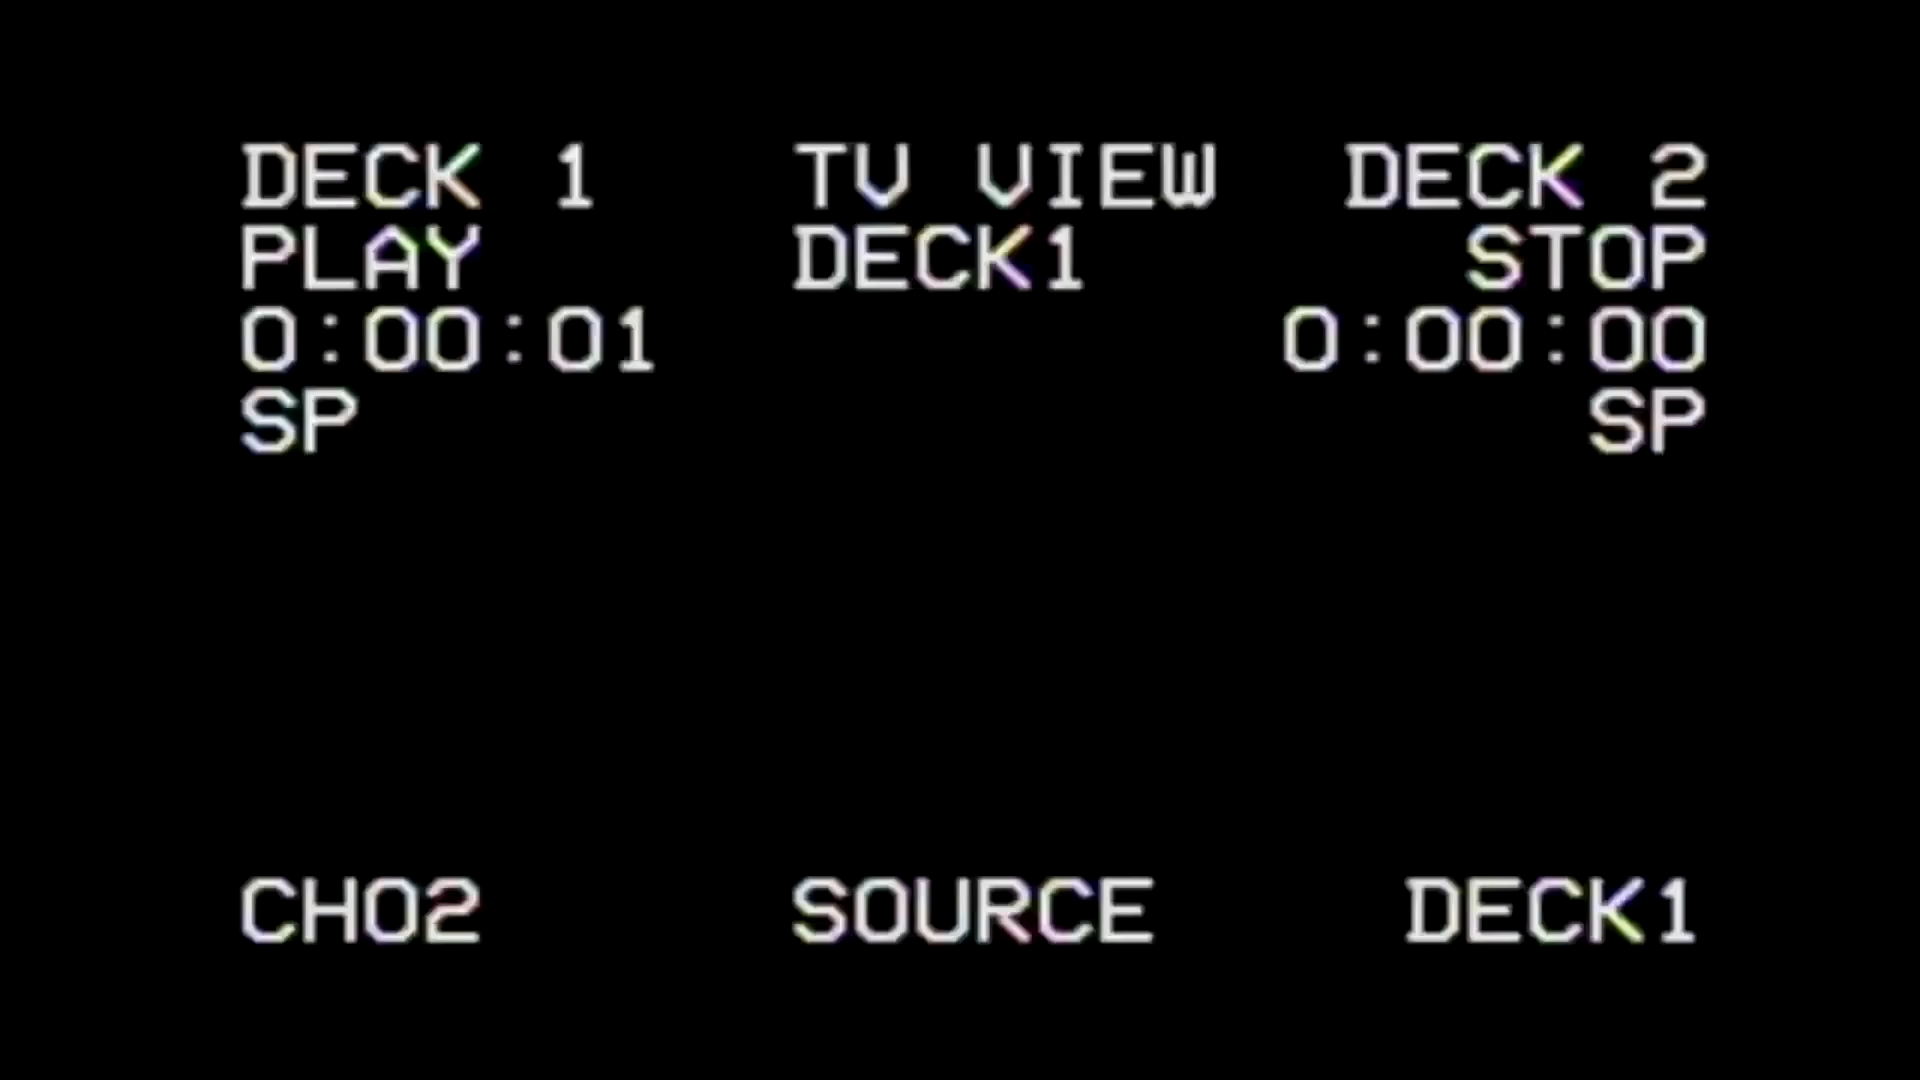 DECK 1 TV VIEW DECK 2
PLAY DECK1 STOP
0:00:01 0:00:00
SP SP
CH02 SOURCE DECK1